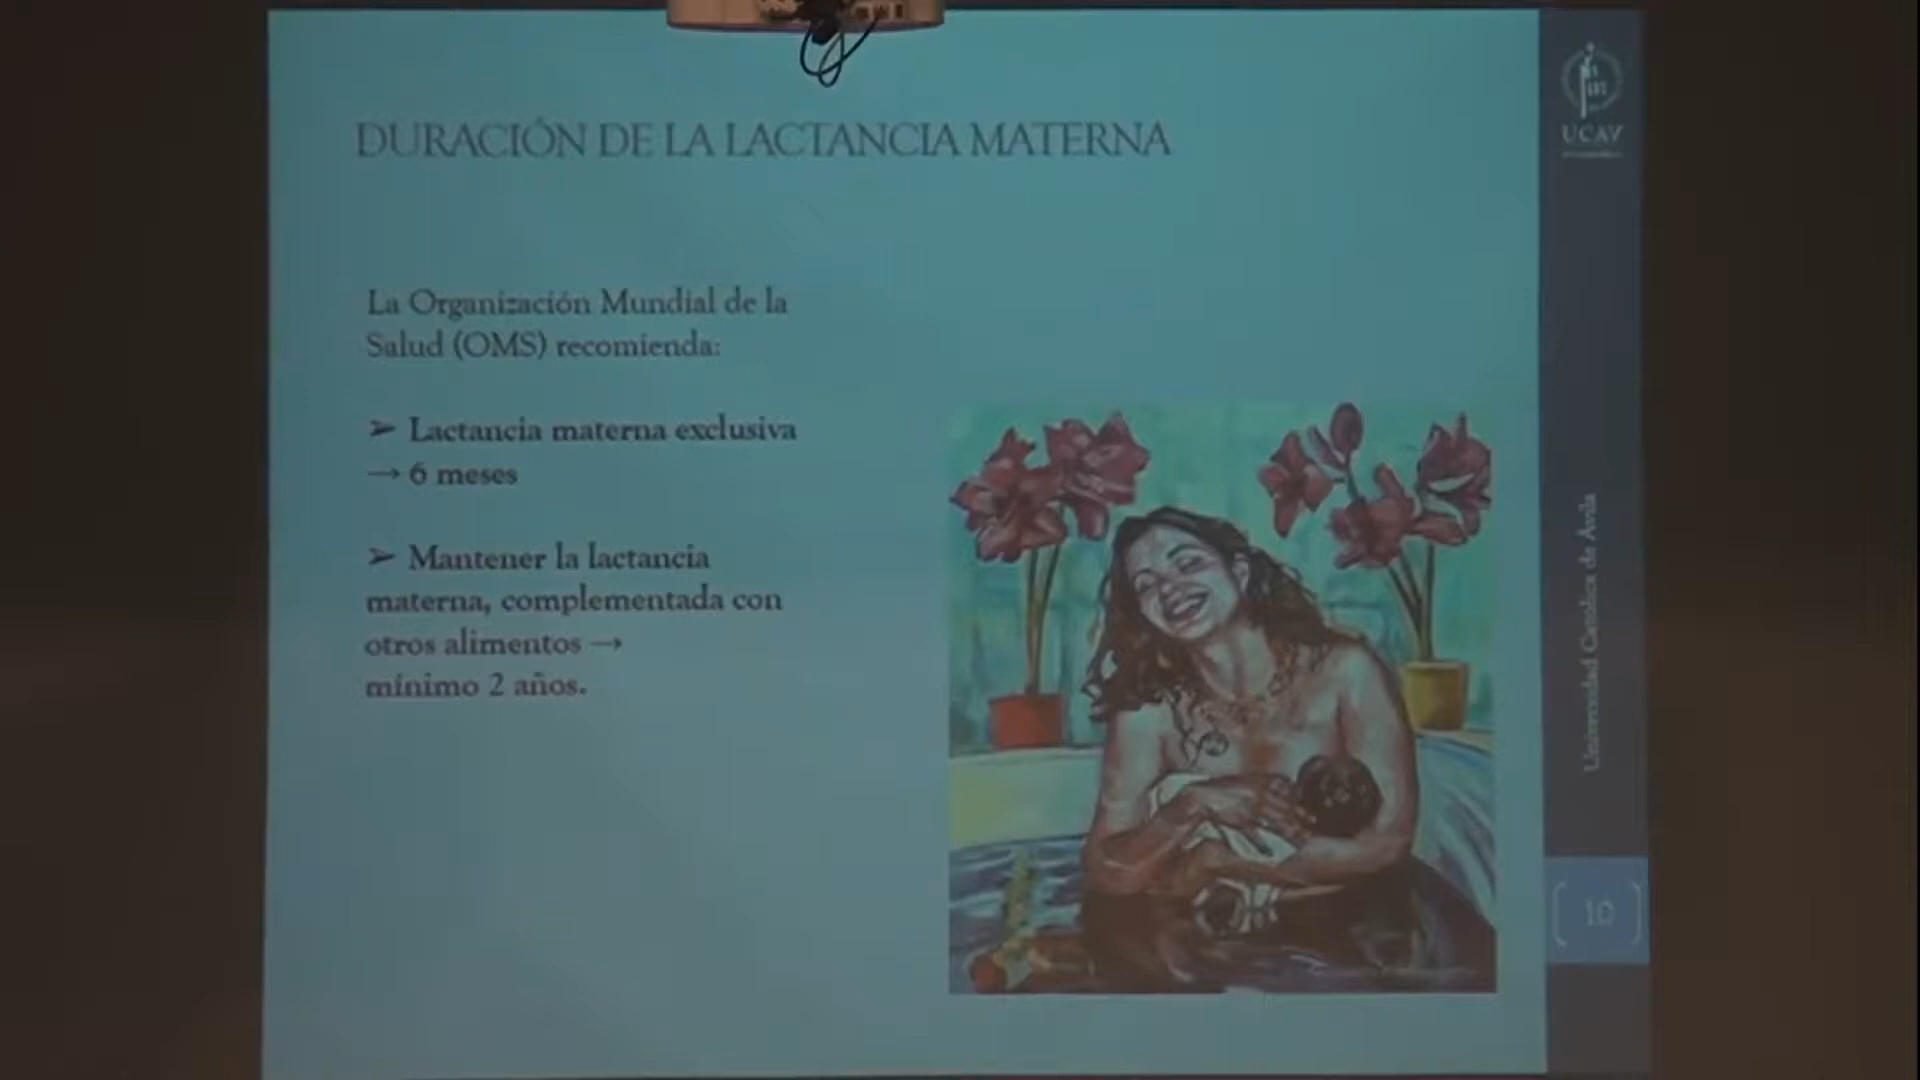 DURACIÓN DE LA LACTANCIA MATERNA
La Organización Mundial de la
Salud (OMS) recomienda:
➢ Lactancia materna exclusiva
→ 6 meses
➢ Mantener la lactancia
materna, complementada con
otros alimentos →
mínimo 2 años.
UCAV
Universidad Católica de Ávila
10